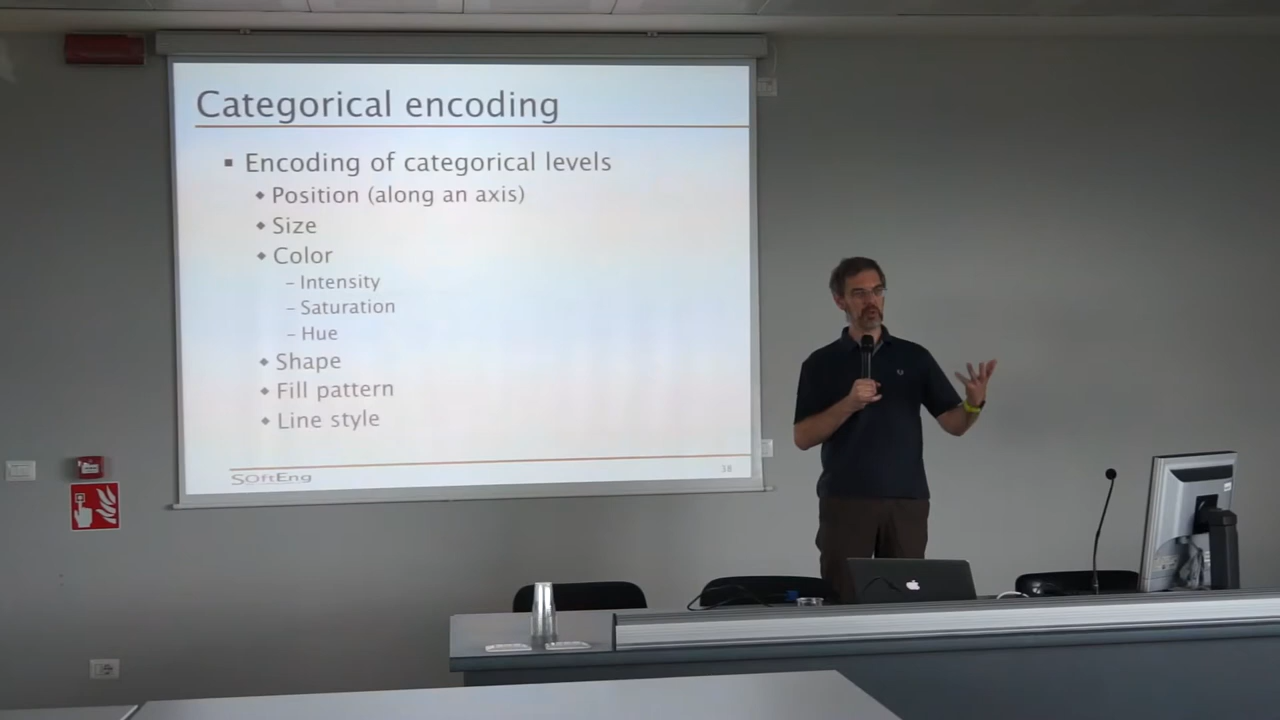 Categorical encoding
▪ Encoding of categorical levels
◆ Position (along an axis)
◆ Size
◆ Color
– Intensity
– Saturation
– Hue
◆ Shape
◆ Fill pattern
◆ Line style
SOftEng